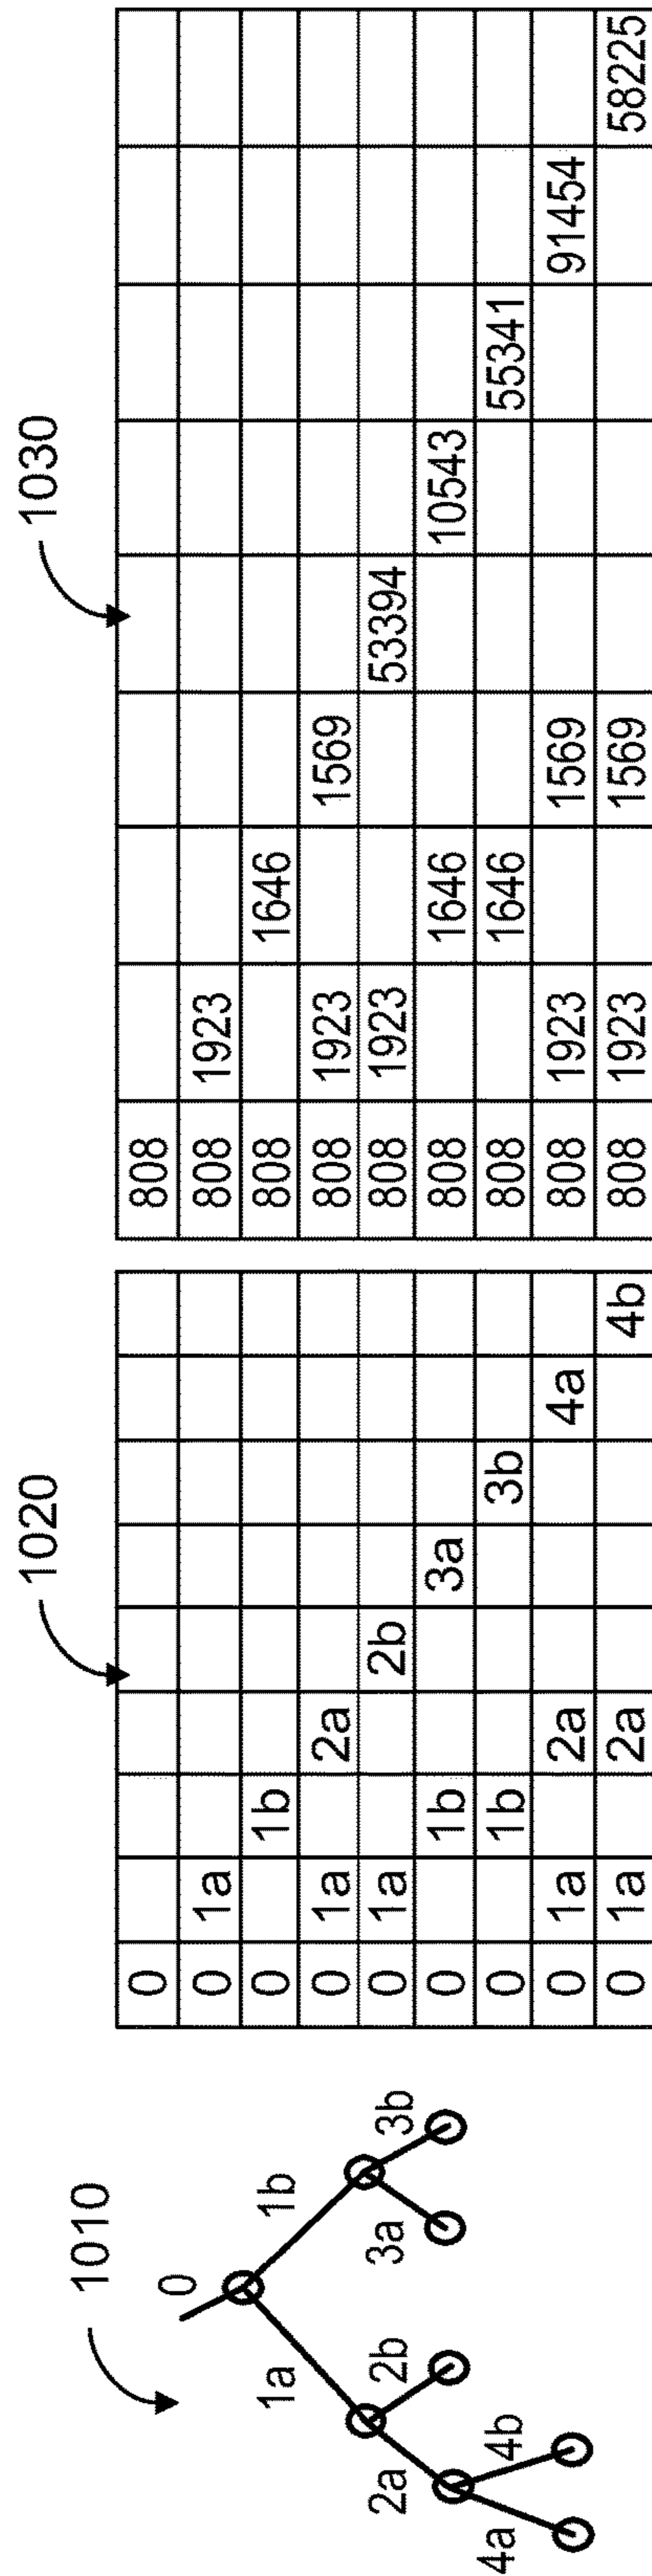 1010
0
1a
1b
2a
2b
3a
3b
4a
4b
1020
0
0 1a
0 1b
0 1a 2a
0 1a 2b
0 1b 3a
0 1b 3b
0 1a 2a 4a
0 1a 2a 4b
1030
808
808 1923
808 1646
808 1923 1569
808 1923 53394
808 1646 10543
808 1646 55341
808 1923 1569 91454
808 1923 1569 58225